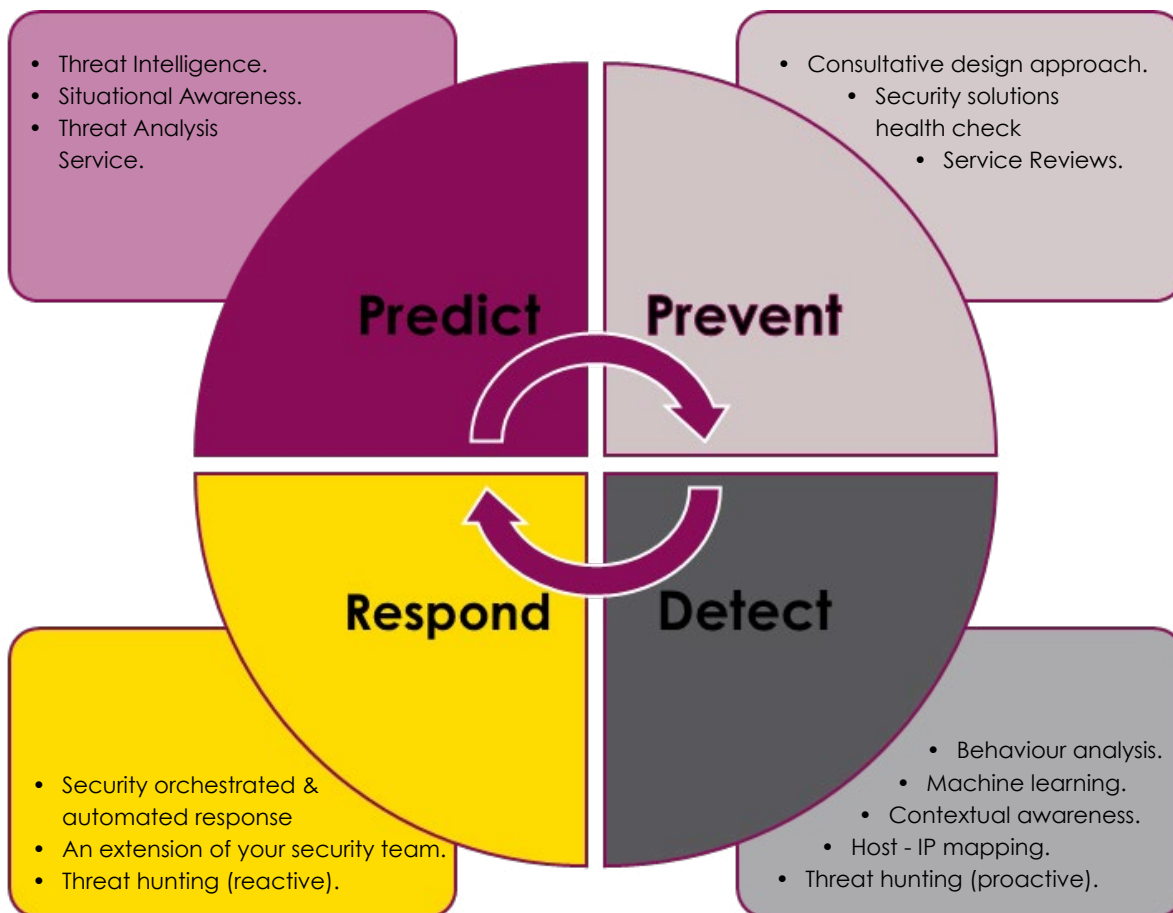 • Threat Intelligence.
• Situational Awareness.
• Threat Analysis
Service.
• Consultative design approach.
• Security solutions
health check
• Service Reviews.
Predict
Prevent
Respond
Detect
• Security orchestrated &
automated response
• An extension of your security team.
• Threat hunting (reactive).
• Behaviour analysis.
• Machine learning.
• Contextual awareness.
• Host - IP mapping.
• Threat hunting (proactive).